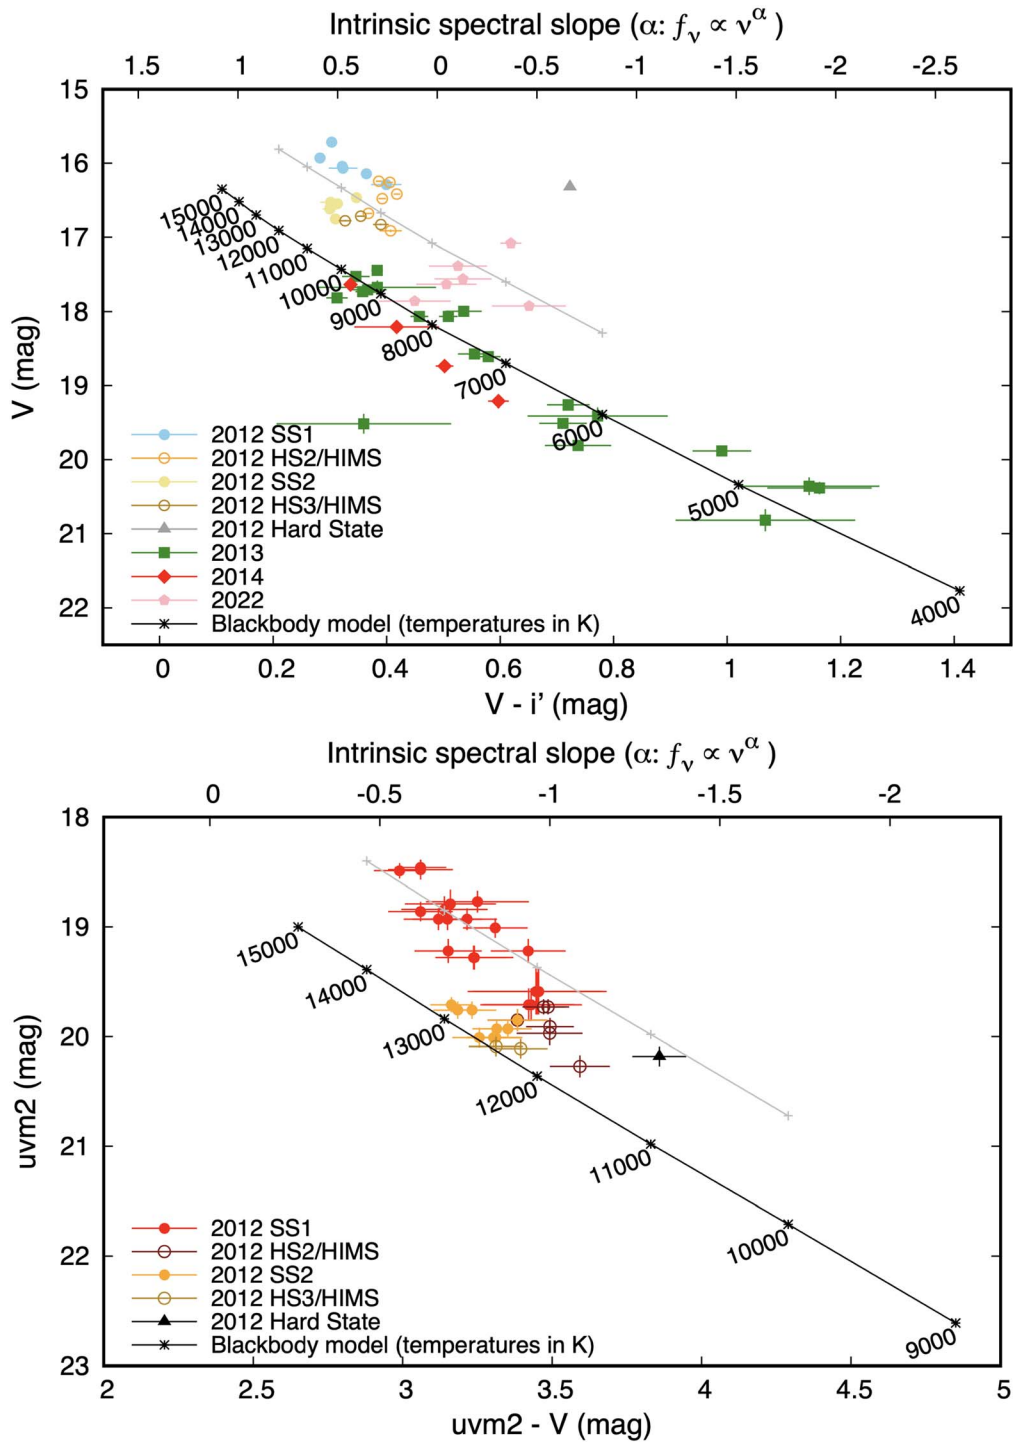 Intrinsic spectral slope (α: fν ∝ ν^α )
1.5 1 0.5 0 -0.5 -1 -1.5 -2 -2.5
15
16
17
18
19
20
21
22
V (mag)
15000
14000
13000
12000
11000
10000
9000
8000
7000
6000
5000
4000
2012 SS1
2012 HS2/HIMS
2012 SS2
2012 HS3/HIMS
2012 Hard State
2013
2014
2022
Blackbody model (temperatures in K)
0 0.2 0.4 0.6 0.8 1 1.2 1.4
V - i’ (mag)
Intrinsic spectral slope (α: fν ∝ ν^α )
0 -0.5 -1 -1.5 -2
18
19
20
21
22
23
uvm2 (mag)
15000
14000
13000
12000
11000
10000
9000
2012 SS1
2012 HS2/HIMS
2012 SS2
2012 HS3/HIMS
2012 Hard State
Blackbody model (temperatures in K)
2 2.5 3 3.5 4 4.5 5
uvm2 - V (mag)